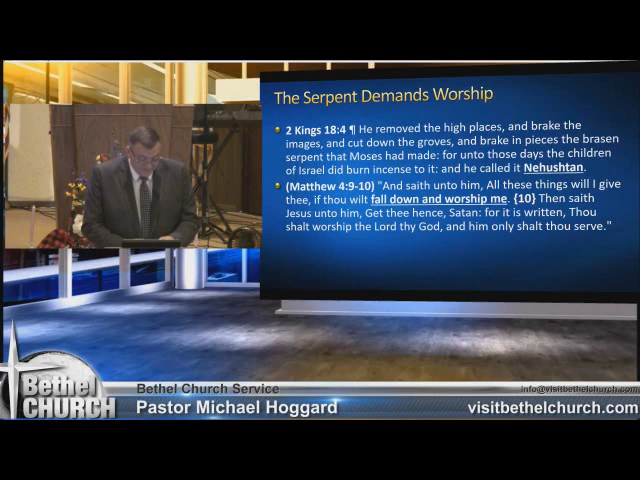 The Serpent Demands Worship
2 Kings 18:4 ¶ He removed the high places, and brake the
images, and cut down the groves, and brake in pieces the brasen
serpent that Moses had made: for unto those days the children
of Israel did burn incense to it: and he called it Nehushtan.
(Matthew 4:9-10) "And saith unto him, All these things will I give
thee, if thou wilt fall down and worship me. {10} Then saith
Jesus unto him, Get thee hence, Satan: for it is written, Thou
shalt worship the Lord thy God, and him only shalt thou serve."
Bethel
CHURCH
Bethel Church Service
info@visitbethelchurch.com
Pastor Michael Hoggard
visitbethelchurch.com